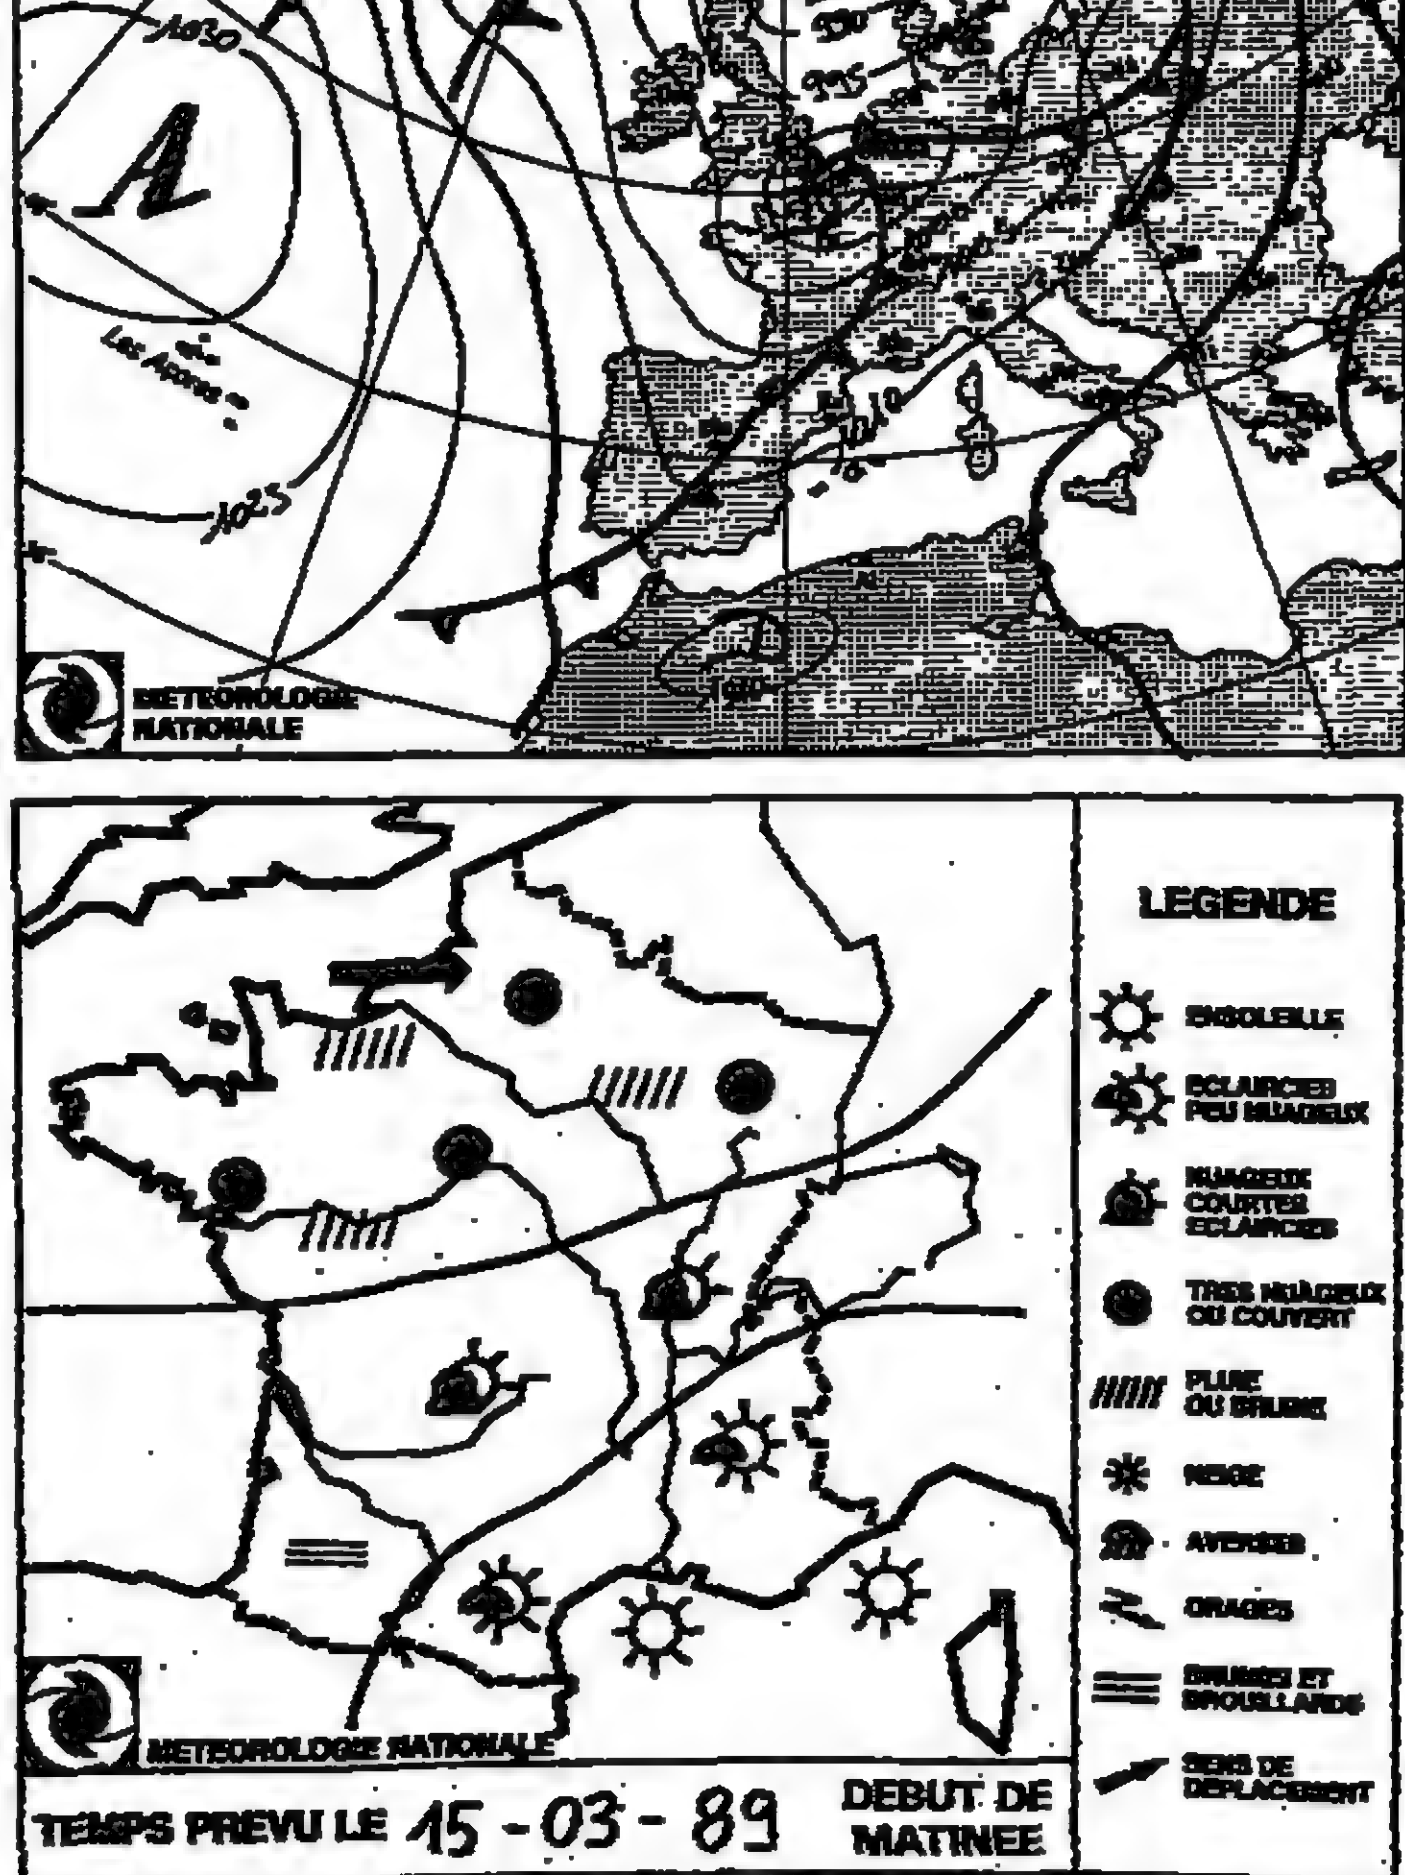 1030
A
995
Les Açores
1010
1025
D
1010
METEOROLOGIE
NATIONALE
LEGENDE
ENSOLEILLE
ECLAIRCIES
PEU NUAGEUX
NUAGEUX
COURTES
ECLAIRCIES
TRES NUAGEUX
OU COUVERT
PLUIE
OU BRUINE
NEIGE
AVERSES
ORAGES
BRUMES ET
BROUILLARDS
SENS DE
DEPLACEMENT
METEOROLOGIE NATIONALE
TEMPS PREVU LE 15-03-89
DEBUT DE
MATINEE